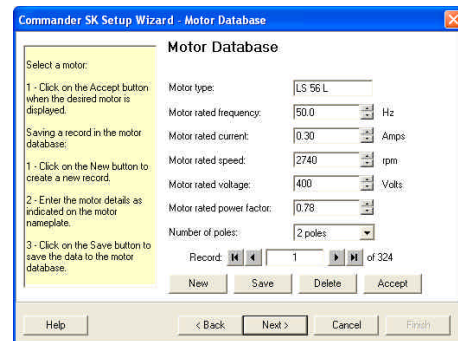 Commander SK Setup Wizard - Motor Database
Select a motor:
1 - Click on the Accept button
when the desired motor is
displayed.
Saving a record in the motor
database:
1 - Click on the New button to
create a new record.
2 - Enter the motor details as
indicated on the motor
nameplate.
3 - Click on the Save button to
save the data to the motor
database.
Motor Database
Motor type: LS 56 L
Motor rated frequency: 50.0 Hz
Motor rated current: 0.30 Amps
Motor rated speed: 2740 rpm
Motor rated voltage: 400 Volts
Motor rated power factor: 0.78
Number of poles: 2 poles
Record: 1 of 324
New Save Delete Accept
Help < Back Next > Cancel Finish